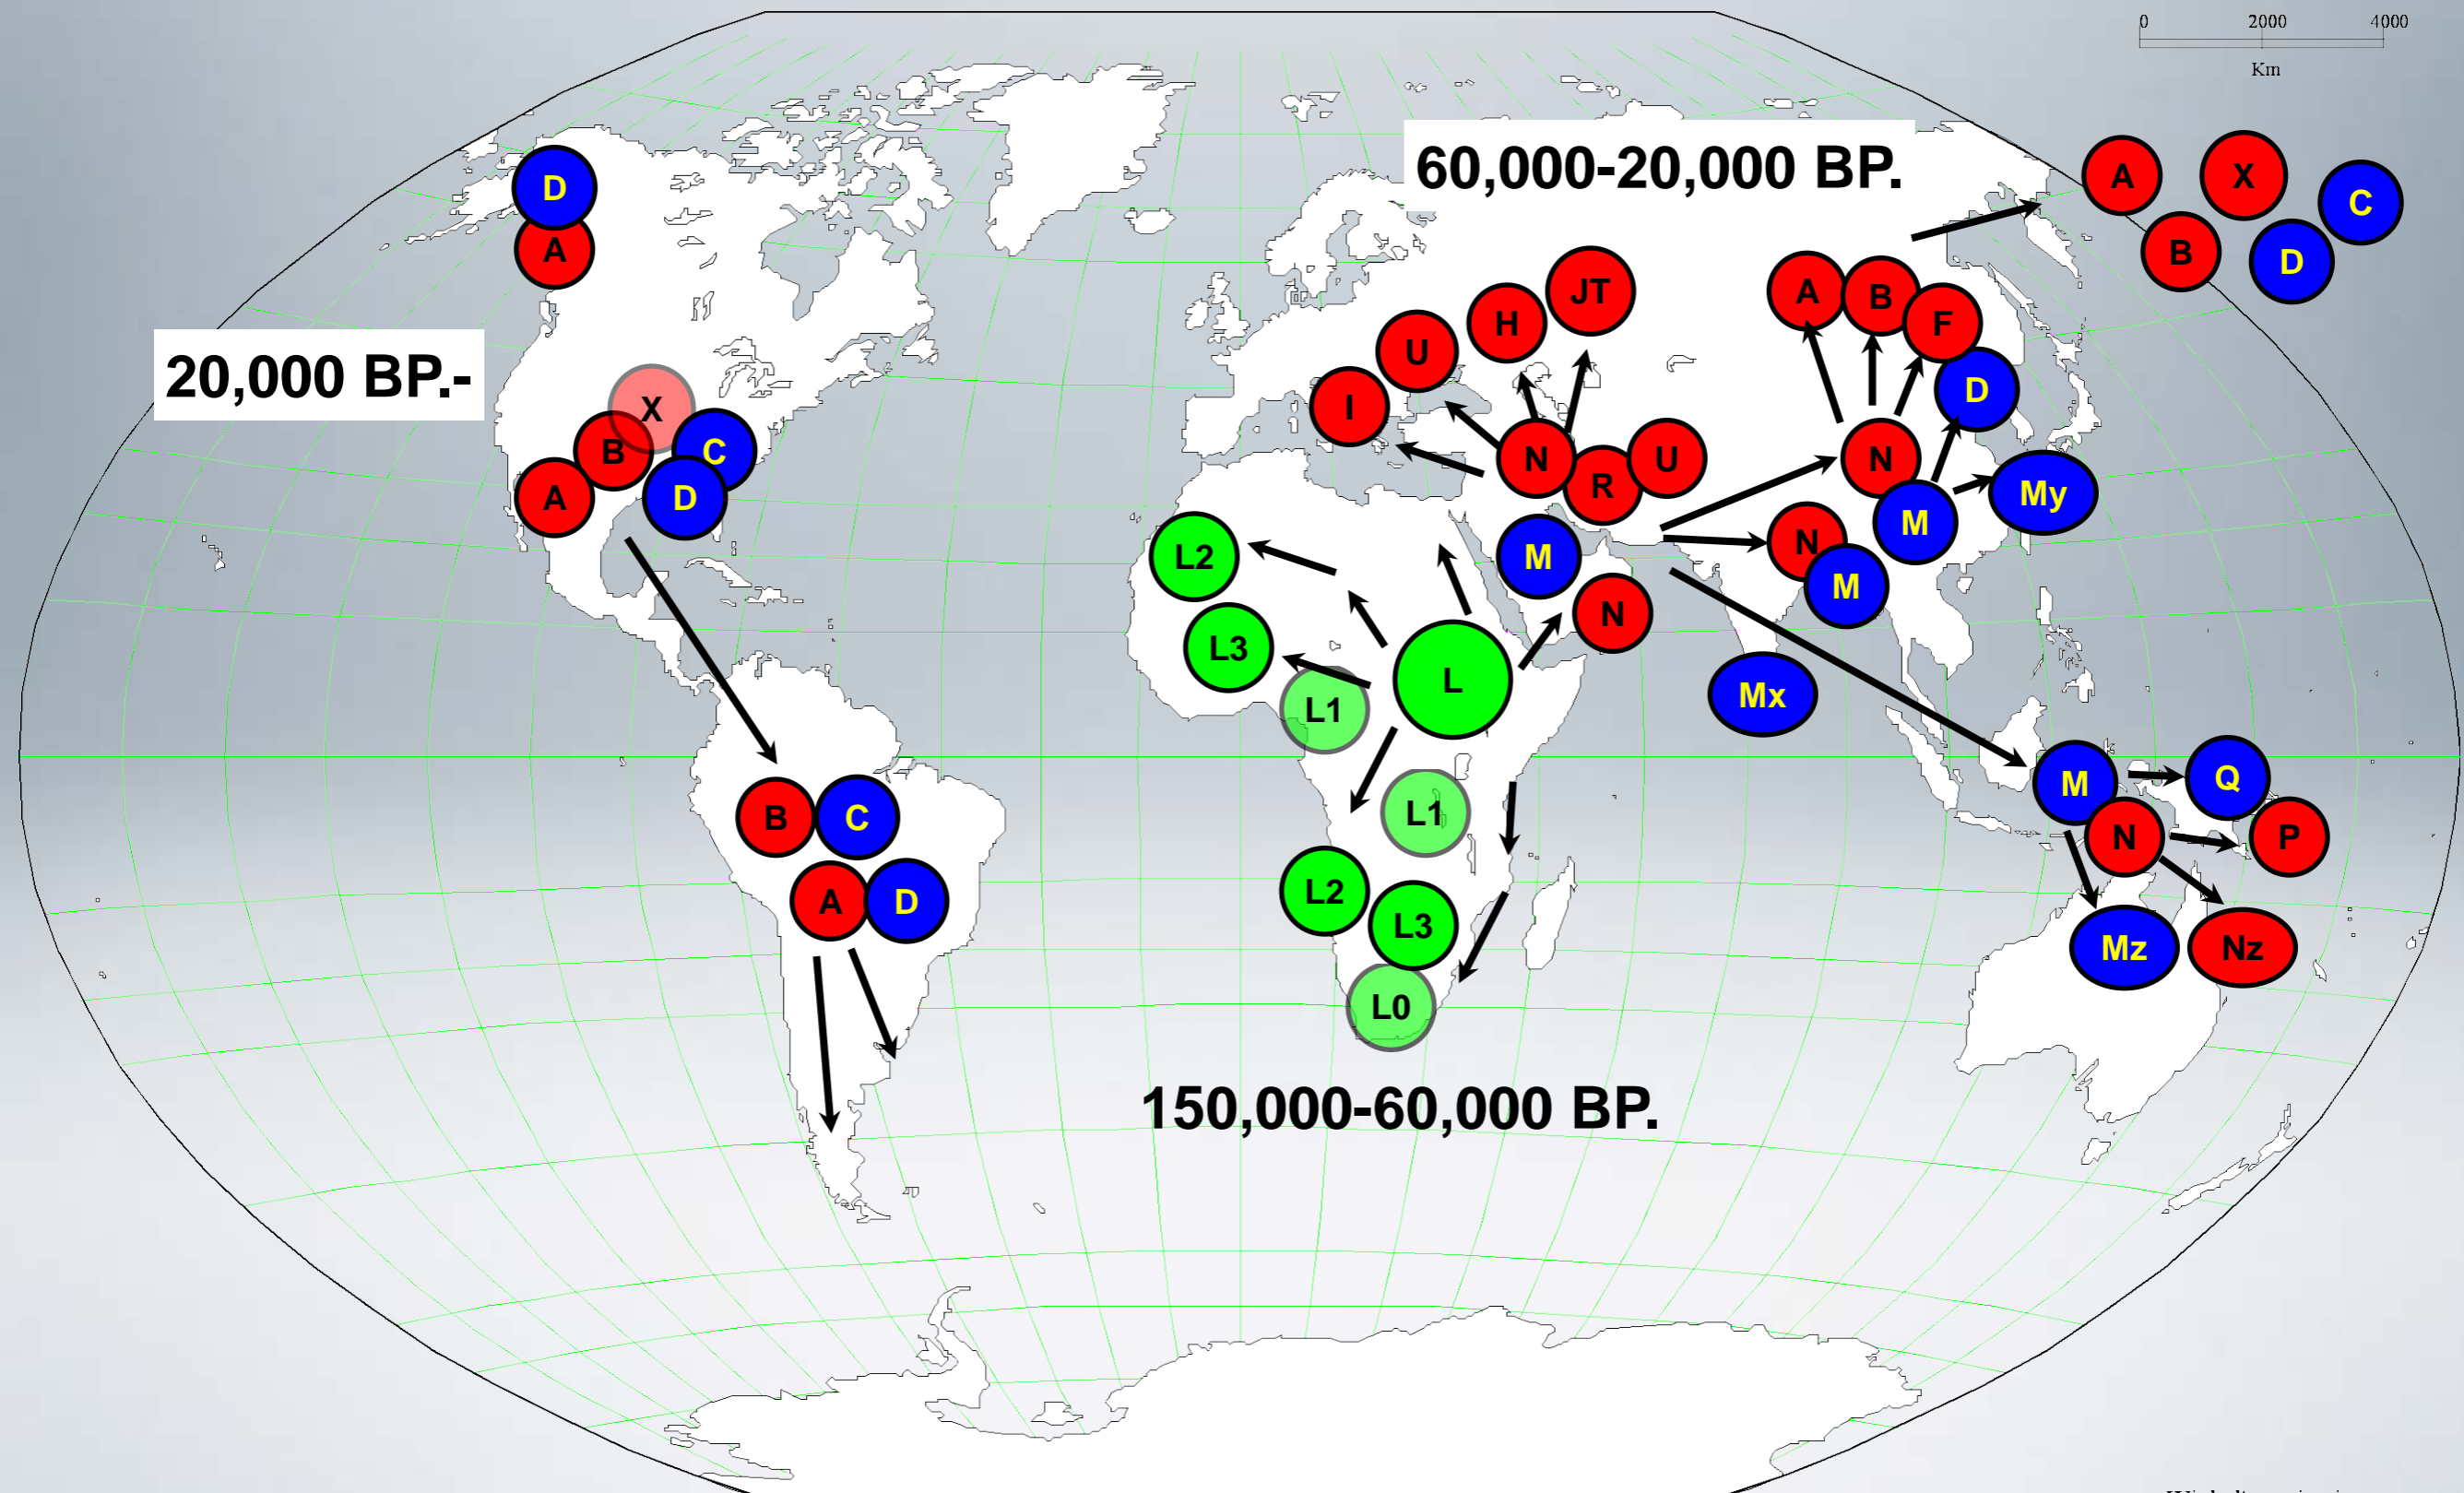 0 2000 4000
Km
60,000-20,000 BP.
A X C
B D
D
A
20,000 BP.-
X
B C
A D
JT
H
U
I
N R U
A B F
D
N
My
M
N
M
Mx
M
N
L2
L3
L
L1
L1
L2
L3
L0
150,000-60,000 BP.
B C
A D
M Q
N P
Mz Nz